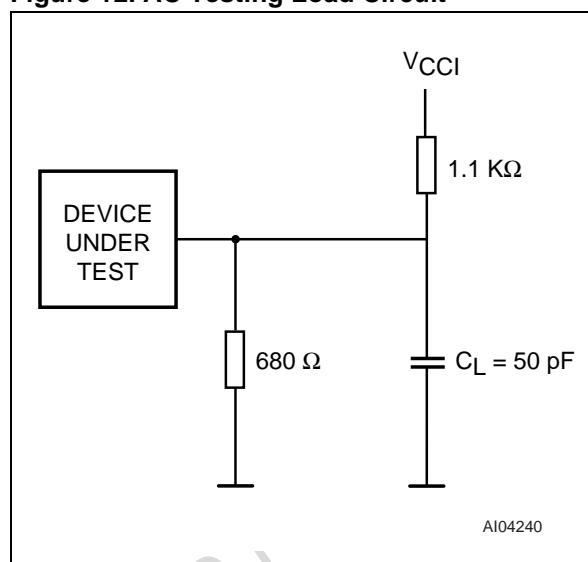 Figure 12. AC Testing Load Circuit
VCCI
1.1 KΩ
DEVICE
UNDER
TEST
680 Ω
CL = 50 pF
AI04240